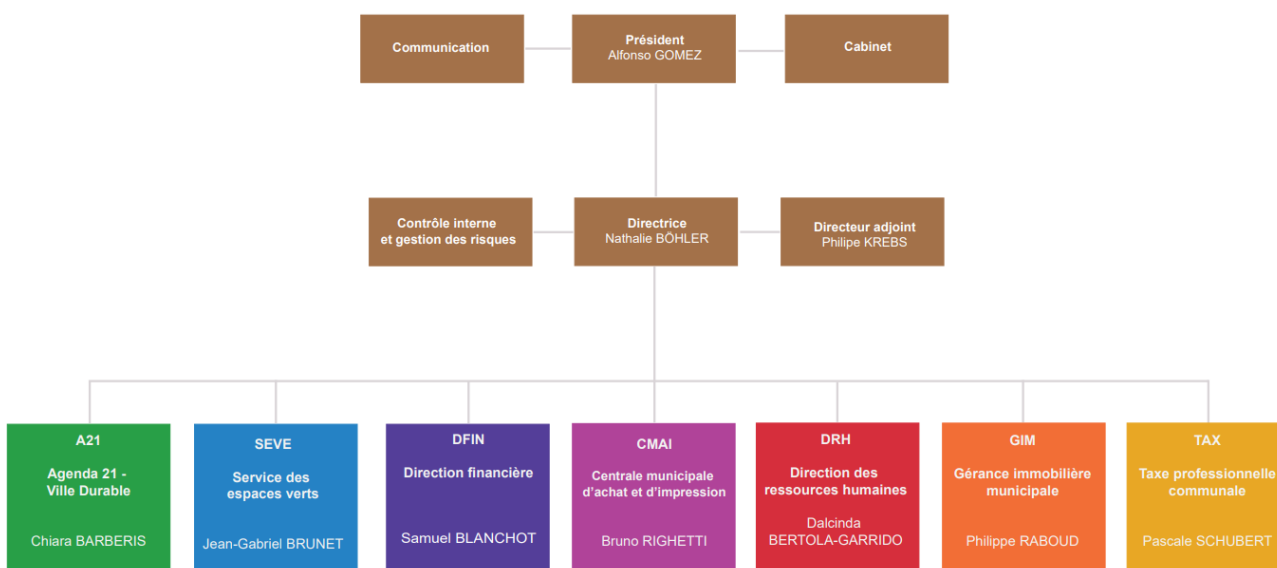 Communication
Président
Alfonso GOMEZ
Cabinet
Contrôle interne
et gestion des risques
Directrice
Nathalie BÖHLER
Directeur adjoint
Philipe KREBS
A21
Agenda 21 -
Ville Durable
Chiara BARBERIS
SEVE
Service des
espaces verts
Jean-Gabriel BRUNET
DFIN
Direction financière
Samuel BLANCHOT
CMAI
Centrale municipale
d'achat et d'impression
Bruno RIGHETTI
DRH
Direction des
ressources humaines
Dalcinda
BERTOLA-GARRIDO
GIM
Gérance immobilière
municipale
Philippe RABOUD
TAX
Taxe professionnelle
communale
Pascale SCHUBERT